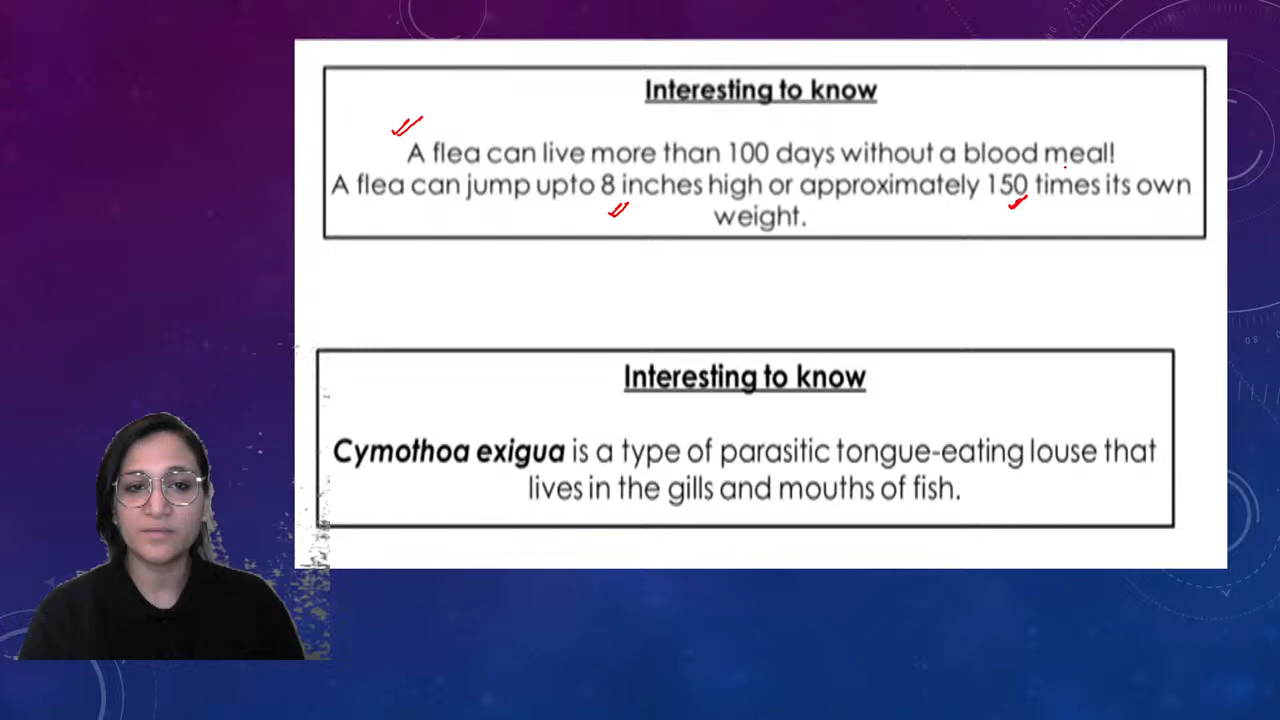 Interesting to know
A flea can live more than 100 days without a blood meal!
A flea can jump upto 8 inches high or approximately 150 times its own
weight.
Interesting to know
Cymothoa exigua is a type of parasitic tongue-eating louse that
lives in the gills and mouths of fish.